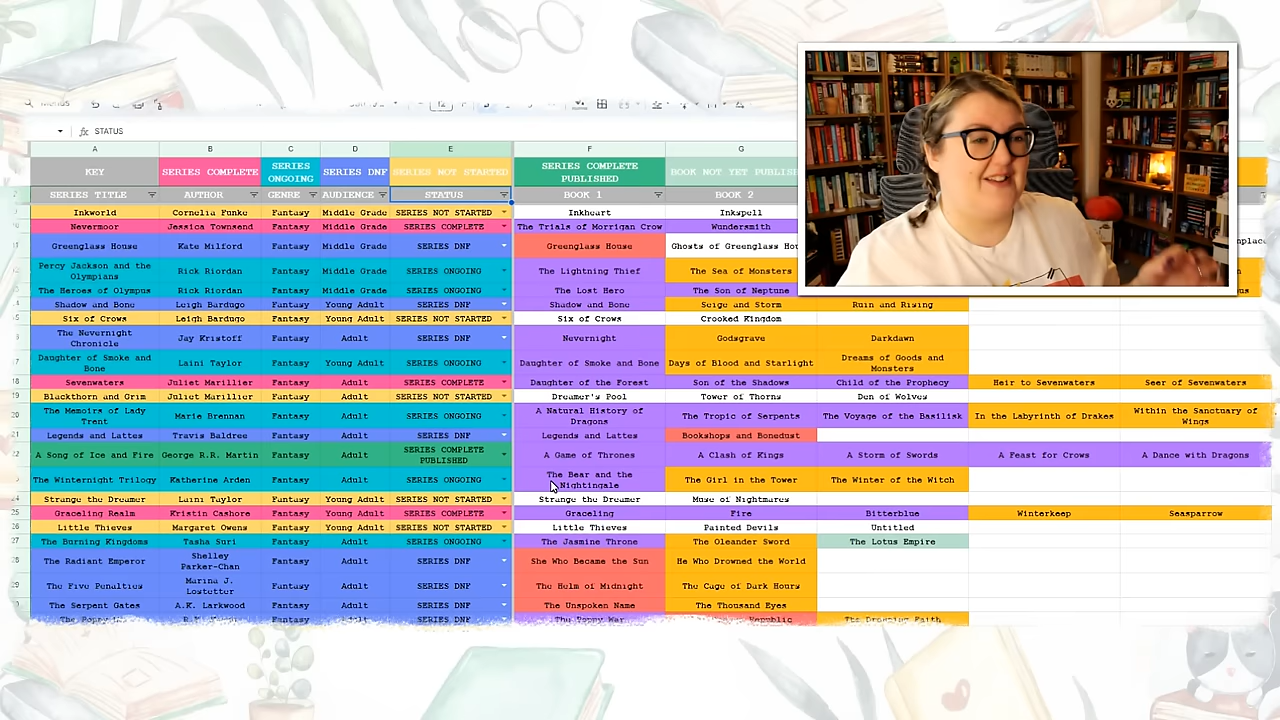 STATUS
A B C D E F G
KEY SERIES COMPLETE SERIES ONGOING SERIES DNF SERIES NOT STARTED SERIES COMPLETE PUBLISHED BOOK NOT YET
SERIES TITLE AUTHOR GENRE AUDIENCE STATUS BOOK 1 BOOK 2
Inkworld Cornelia Funke Fantasy Middle Grade SERIES NOT STARTED Inkheart Inkspell
Nevermoor Jessica Townsend Fantasy Middle Grade SERIES COMPLETE The Trials of Morrigan Crow Wundersmith
Greenglass House Kate Milford Fantasy Middle Grade SERIES DNF Greenglass House Ghosts of Greenglass
Percy Jackson and the Olympians Rick Riordan Fantasy Middle Grade SERIES ONGOING The Lightning Thief The Sea of Monsters
The Heroes of Olympus Rick Riordan Fantasy Middle Grade SERIES ONGOING The Lost Hero The Son of Neptune
Shadow and Bone Leigh Bardugo Fantasy Young Adult SERIES DNF Shadow and Bone Seige and Storm Ruin and Rising
Six of Crows Leigh Bardugo Fantasy Young Adult SERIES NOT STARTED Six of Crows Crooked Kingdom
The Nevernight Chronicle Jay Kristoff Fantasy Adult SERIES DNF Nevernight Godsgrave Darkdawn
17 Daughter of Smoke and Bone Laini Taylor Fantasy Young Adult SERIES ONGOING Daughter of Smoke and Bone Days of Blood and Starlight Dreams of Goods and Monsters
18 Sevenwaters Juliet Marillier Fantasy Adult SERIES COMPLETE Daughter of the Forest Son of the Shadows Child of the Prophecy Heir to Sevenwaters Seer of Sevenwaters
19 Blackthorn and Grim Juliet Marillier Fantasy Adult SERIES NOT STARTED Dreamer's Pool Tower of Thorns Den of Wolves
20 The Memoirs of Lady Trent Marie Brennan Fantasy Adult SERIES ONGOING A Natural History of Dragons The Tropic of Serpents The Voyage of the Basilisk In the Labyrinth of Drakes Within the Sanctuary of Wings
21 Legends and Lattes Travis Baldree Fantasy Adult SERIES DNF Legends and Lattes Bookshops and Bonedust
22 A Song of Ice and Fire George R.R. Martin Fantasy Adult SERIES COMPLETE PUBLISHED A Game of Thrones A Clash of Kings A Storm of Swords A Feast for Crows A Dance with Dragons
The Winternight Trilogy Katherine Arden Fantasy Adult SERIES ONGOING The Bear and the Nightingale The Girl in the Tower The Winter of the Witch
24 Strange the Dreamer Laini Taylor Fantasy Young Adult SERIES NOT STARTED Strange the Dreamer Muse of Nightmares
25 Graceling Realm Kristin Cashore Fantasy Young Adult SERIES COMPLETE Graceling Fire Bitterblue Winterkeep Seasparrow
26 Little Thieves Margaret Owens Fantasy Young Adult SERIES NOT STARTED Little Thieves Painted Devils Untitled
27 The Burning Kingdoms Tasha Suri Fantasy Adult SERIES ONGOING The Jasmine Throne The Oleander Sword The Lotus Empire
28 The Radiant Emperor Shelley Parker-Chan Fantasy Adult SERIES DNF She Who Became the Sun He Who Drowned the World
The Five Penalties Marina J. Lostetter Fantasy Adult SERIES DNF The Helm of Midnight The Cage of Dark Hours
The Serpent Gates A.K. Larkwood Fantasy Adult SERIES DNF The Unspoken Name The Thousand Eyes
SERIES DNF Republic